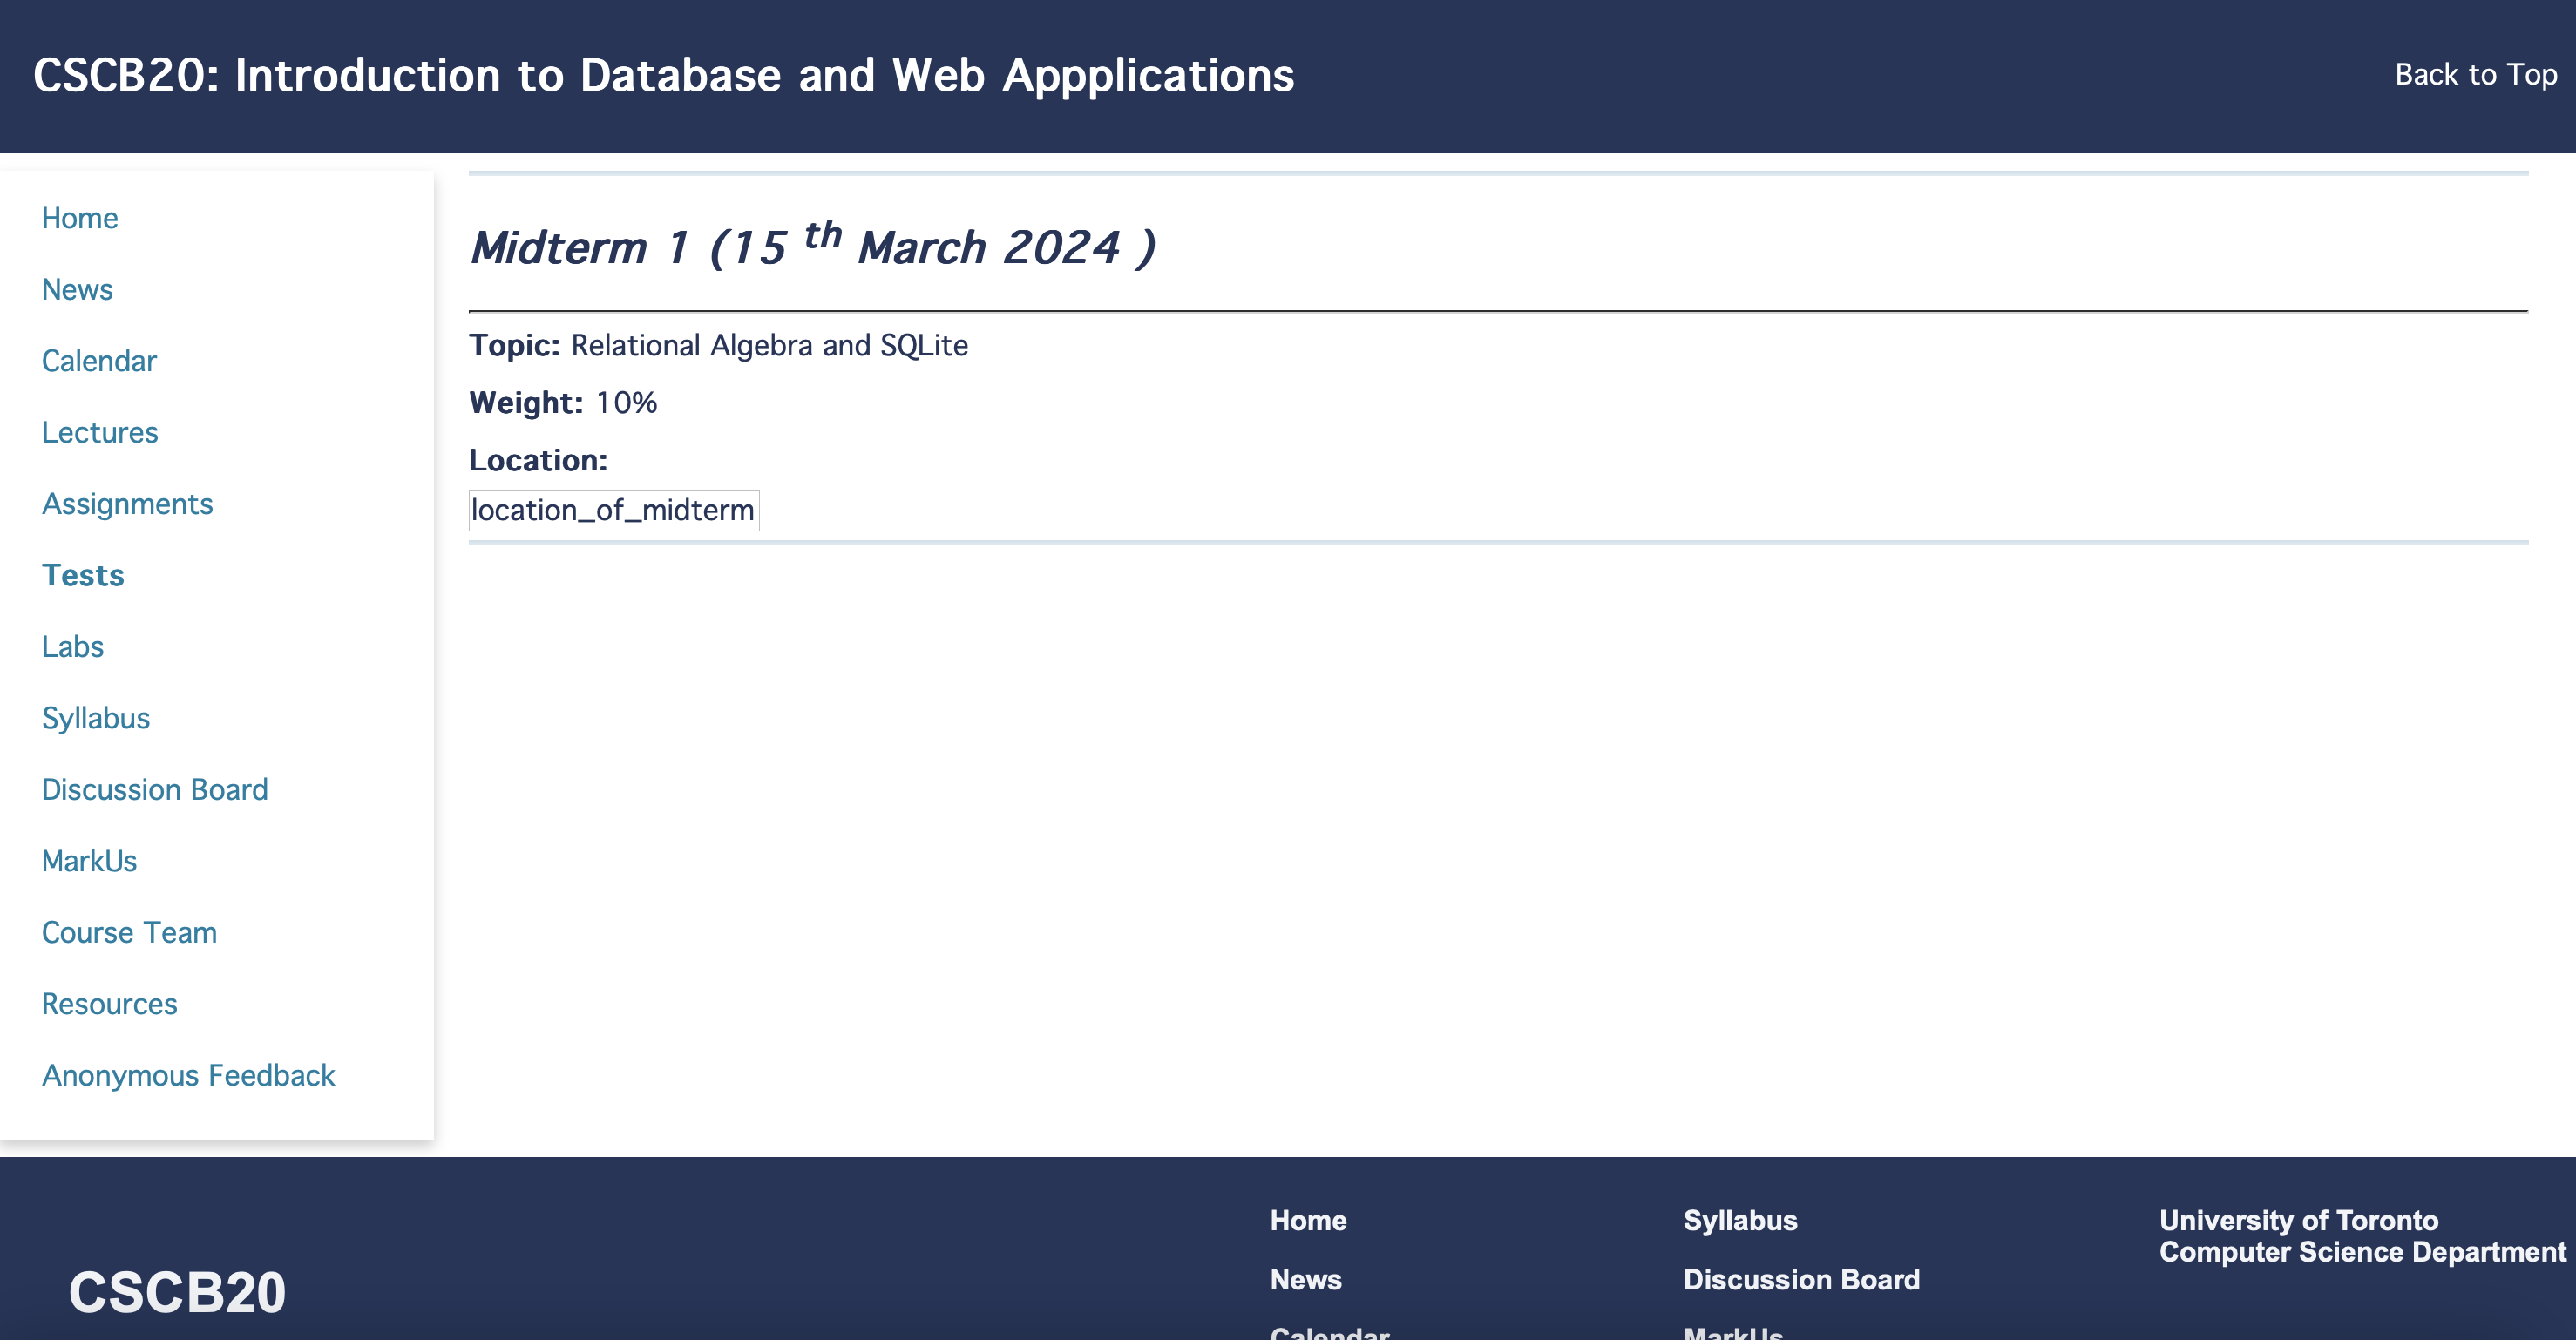 CSCB20: Introduction to Database and Web Appplications
Back to Top
Home
News
Calendar
Lectures
Assignments
Tests
Labs
Syllabus
Discussion Board
MarkUs
Course Team
Resources
Anonymous Feedback
Midterm 1 (15 th March 2024 )
Topic: Relational Algebra and SQLite
Weight: 10%
Location:
location_of_midterm
CSCB20
Home
News
Calendar
Syllabus
Discussion Board
MarkUs
University of Toronto
Computer Science Department